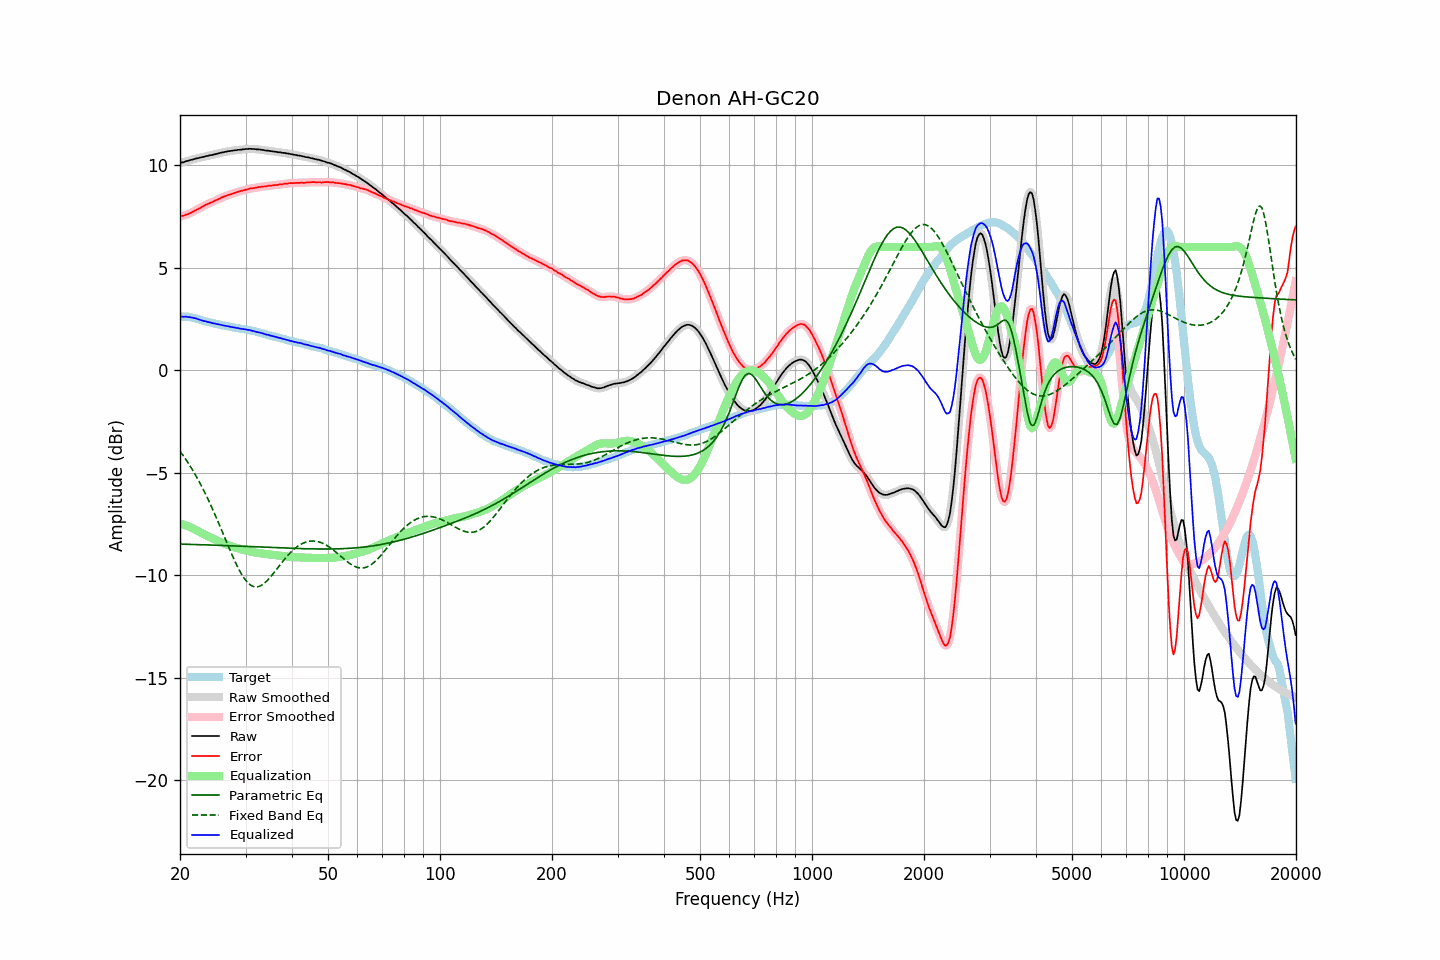 Denon AH-GC20
10
5
0
−5
−10
−15
−20
Amplitude (dBr)
Target
Raw Smoothed
Error Smoothed
Raw
Error
Equalization
Parametric Eq
Fixed Band Eq
Equalized
20 50 100 200 500 1000 2000 5000 10000 20000
Frequency (Hz)